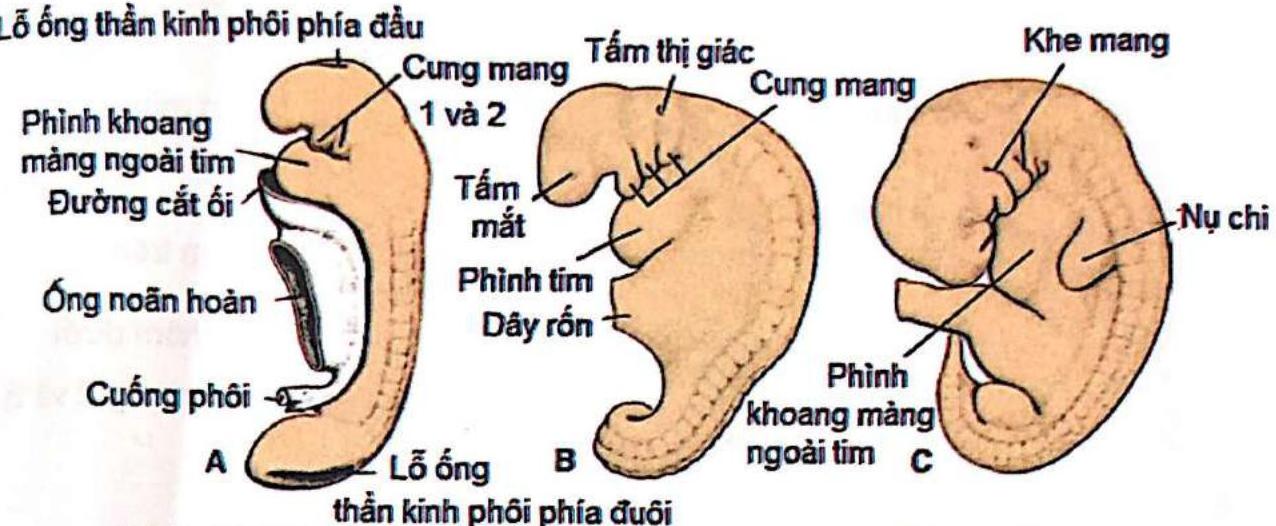 Lỗ ống thần kinh phôi phía đầu
Cung mang
1 và 2
Phình khoang
màng ngoài tim
Đường cắt ối
Ống noãn hoàn
Cuống phôi
A
Lỗ ống
thần kinh phôi phía đuôi
Tấm thị giác
Cung mang
Tấm
mắt
Phình tim
Dây rốn
B
Khe mang
Nụ chi
Phình
khoang màng
ngoài tim
C